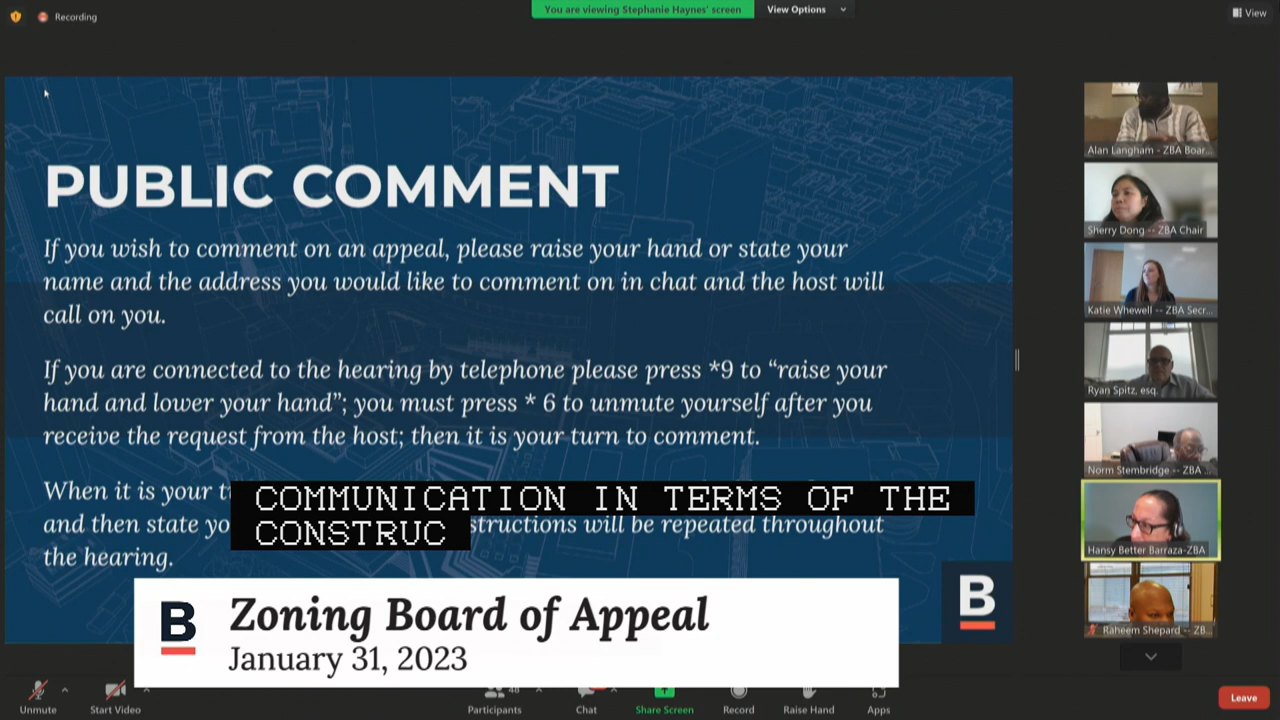 Recording
You are viewing Stephanie Haynes' screen
View Options
View
PUBLIC COMMENT
If you wish to comment on an appeal, please raise your hand or state your
name and the address you would like to comment on in chat and the host will
call on you.
If you are connected to the hearing by telephone please press *9 to “raise your
hand and lower your hand”; you must press * 6 to unmute yourself after you
receive the request from the host; then it is your turn to comment.
When it is your t
and then state yo
structions will be repeated throughout
the hearing.
COMMUNICATION IN TERMS OF THE
CONSTRUC
B
Zoning Board of Appeal
January 31, 2023
B
Alan Langham - ZBA Boar...
Sherry Dong -- ZBA Chair
Katie Whewell -- ZBA Secr...
Ryan Spitz, esq.
Norm Stembridge -- ZBA ...
Hansy Better Barraza-ZBA
Raheem Shepard -- ZB...
Unmute
Start Video
48
Participants
Chat
Share Screen
Record
Raise Hand
Apps
Leave